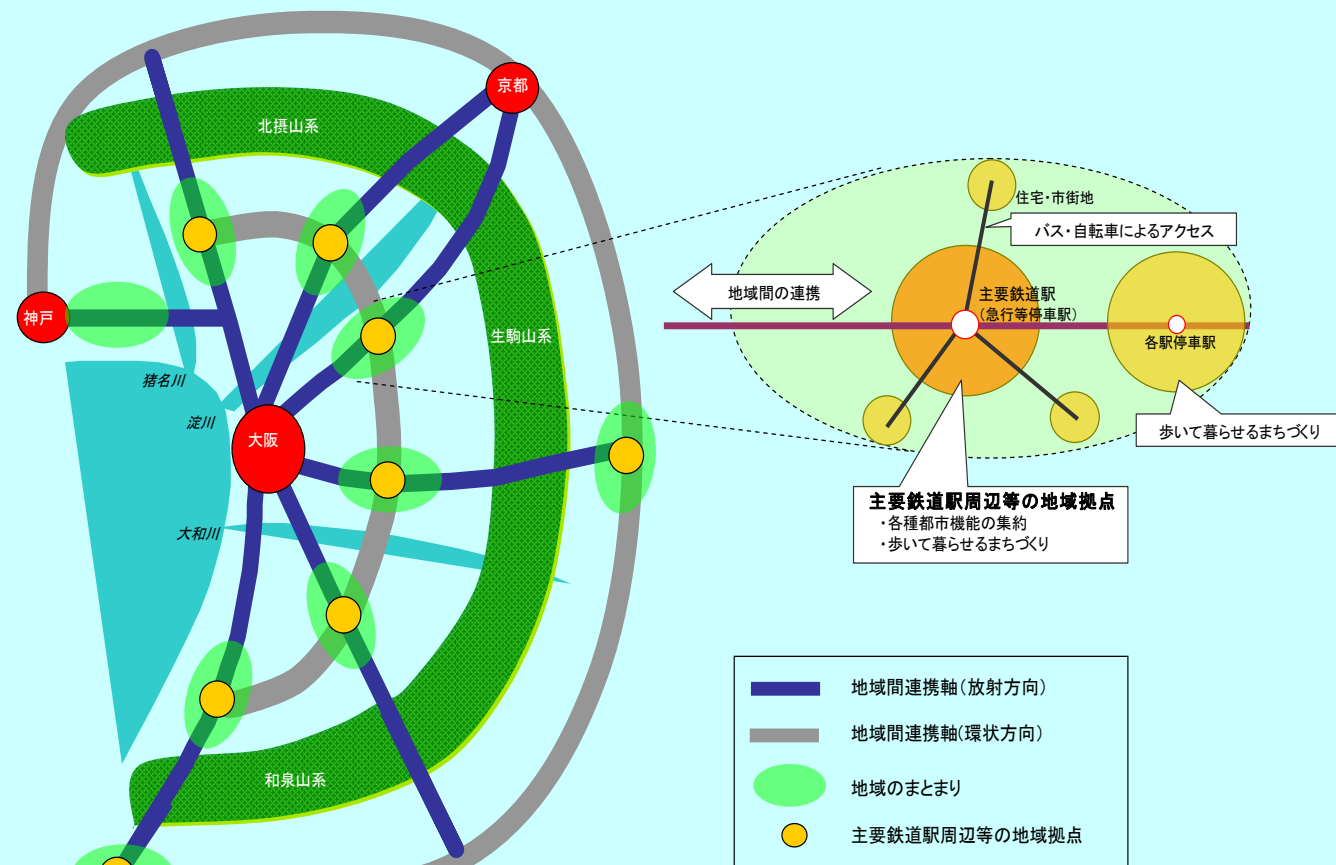 京都
北摂山系
神戸
生駒山系
猪名川
淀川
大阪
大和川
和泉山系
住宅・市街地
バス・自転車によるアクセス
地域間の連携
主要鉄道駅
(急行等停車駅)
各駅停車駅
歩いて暮らせるまちづくり
主要鉄道駅周辺等の地域拠点
・各種都市機能の集約
・歩いて暮らせるまちづくり
地域間連携軸(放射方向)
地域間連携軸(環状方向)
地域のまとまり
主要鉄道駅周辺等の地域拠点